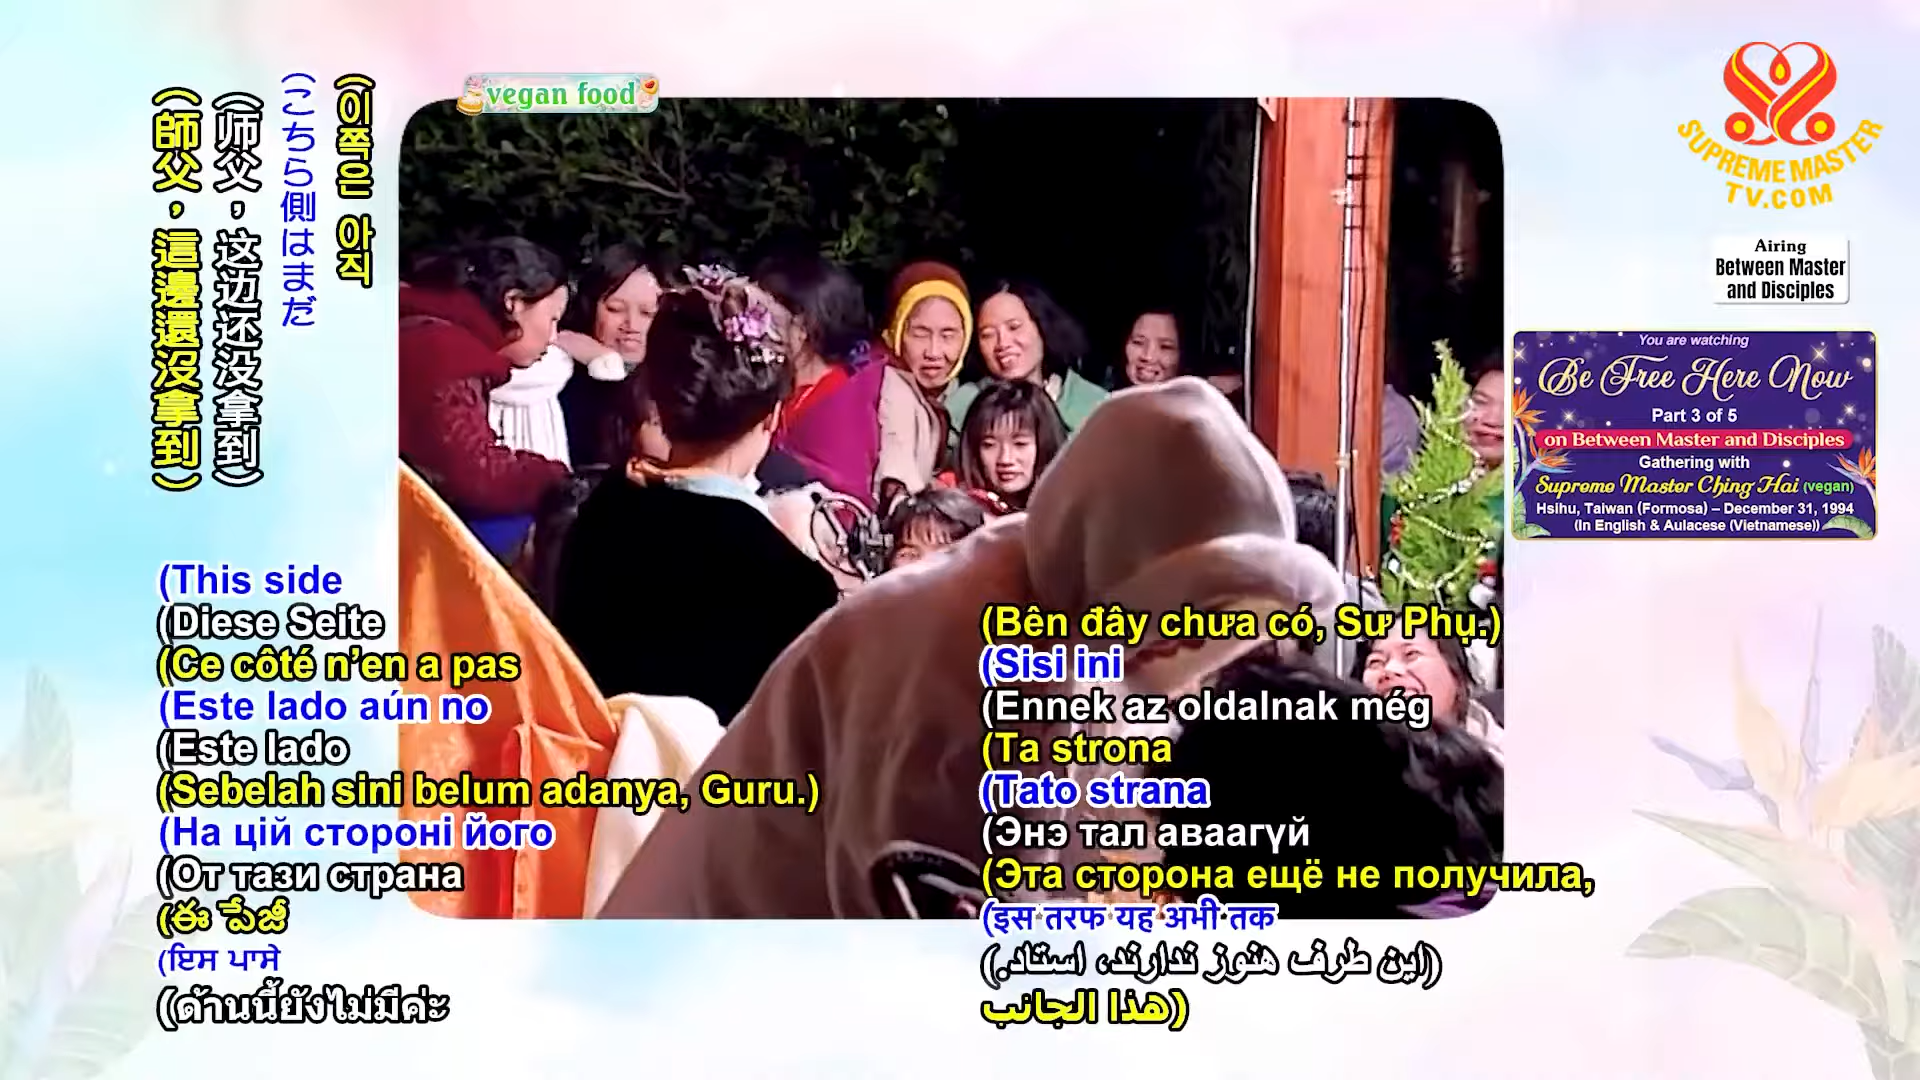 vegan food
SUPREME MASTER
TV.COM
Airing
Between Master
and Disciples
You are watching
Be Free Here Now
Part 3 of 5
on Between Master and Disciples
Gathering with
Supreme Master Ching Hai (vegan)
Hsihu, Taiwan (Formosa) – December 31, 1994
(In English & Aulacese (Vietnamese))
(이쪽은 아직
(こちら側はまだ
(师父，这边还没拿到)
(師父，這邊還沒拿到)
(This side
(Diese Seite
(Ce côté n’en a pas
(Este lado aún no
(Este lado
(Sebelah sini belum adanya, Guru.)
(На цій стороні його
(От тази страна
(ఈ పేజీ
(ਇਸ ਪਾਸੇ
(ด้านนี้ยังไม่มีค่ะ
(Bên đây chưa có, Sư Phụ.)
(Sisi ini
(Ennek az oldalnak még
(Ta strona
(Tato strana
(Энэ тал аваагүй
(Эта сторона ещё не получила,
(इस तरफ यह अभी तक
(این طرف هنوز ندارند، استاد.)
(هذا الجانب